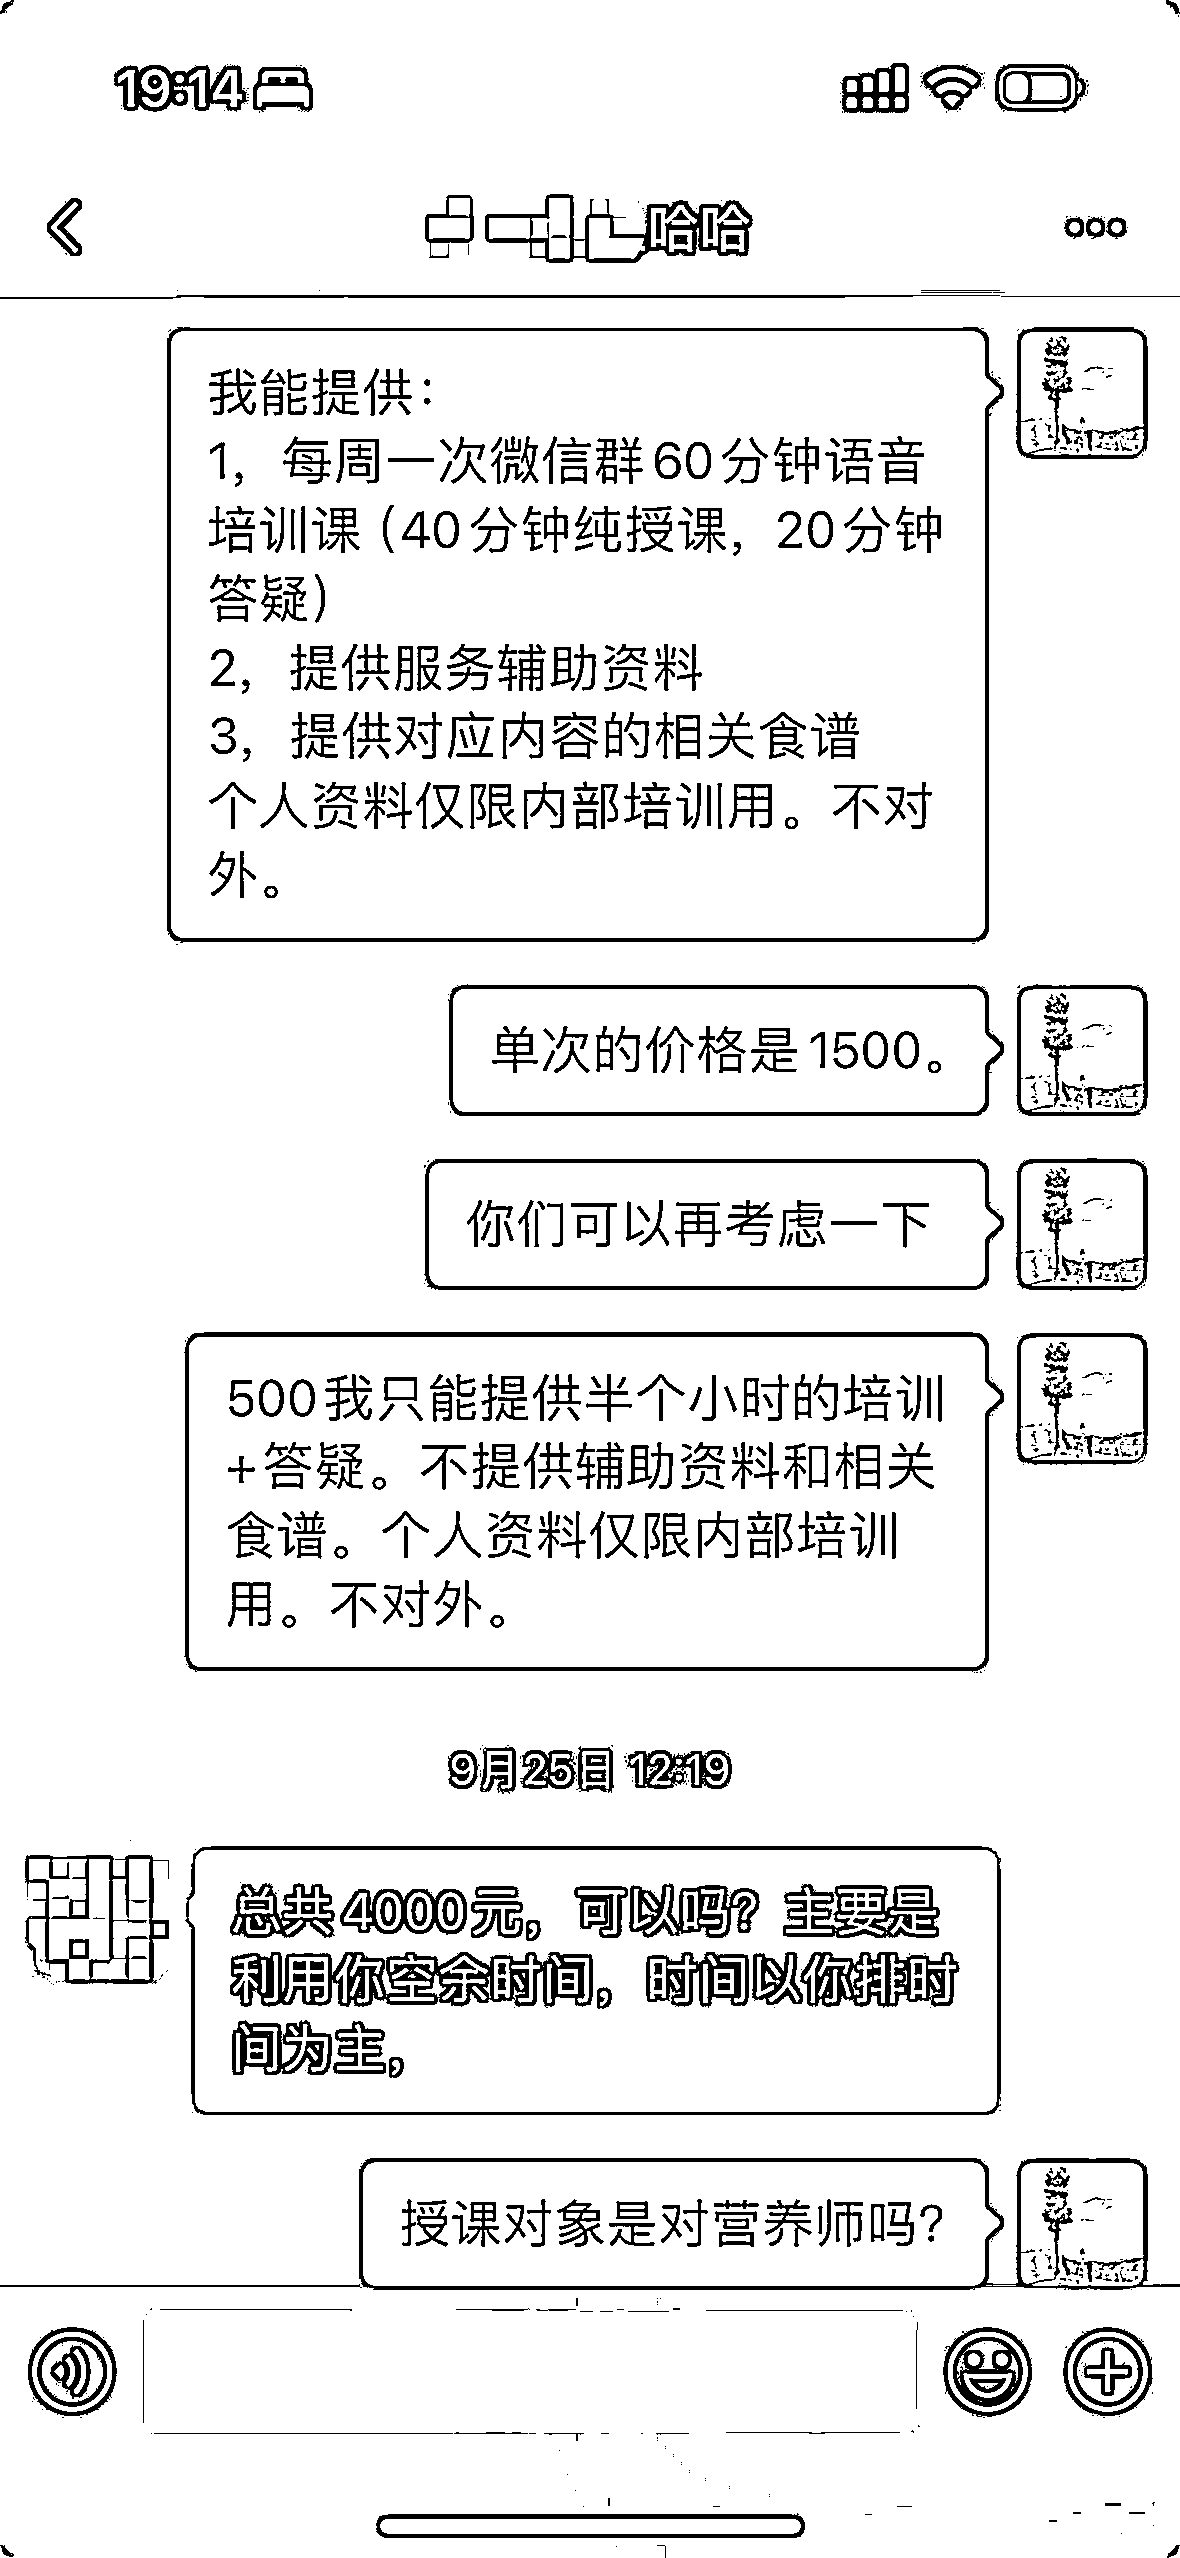 19:14
哈哈
我能提供：
1，每周一次微信群60分钟语音
培训课（40分钟纯授课，20分钟
答疑）
2，提供服务辅助资料
3，提供对应内容的相关食谱
个人资料仅限内部培训用。不对
外。
单次的价格是1500。
你们可以再考虑一下
500我只能提供半个小时的培训
+答疑。不提供辅助资料和相关
食谱。个人资料仅限内部培训
用。不对外。
9月25日 12:19
总共4000元，可以吗？主要是
利用你空余时间，时间以你排时
间为主，
授课对象是对营养师吗？